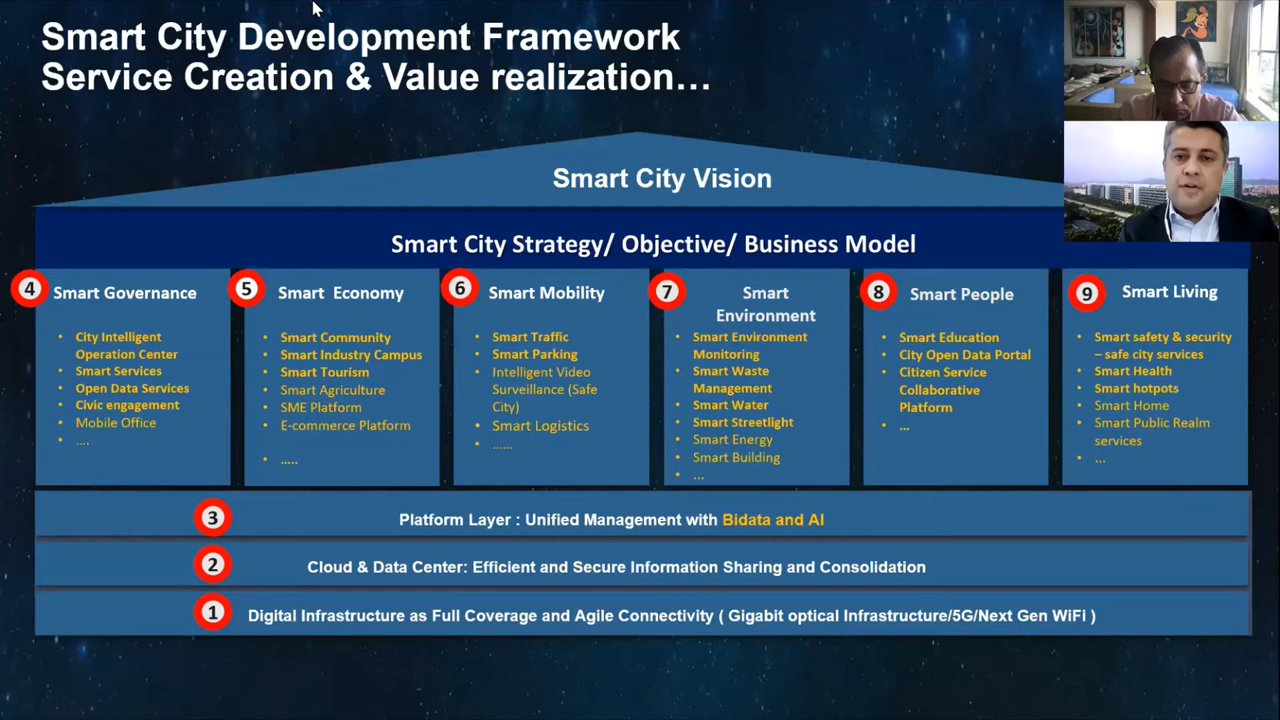 Smart City Development Framework
Service Creation & Value realization…
Smart City Vision
Smart City Strategy/ Objective/ Business Model
4
Smart Governance
• City Intelligent
Operation Center
• Smart Services
• Open Data Services
• Civic engagement
• Mobile Office
• ….
5
Smart Economy
• Smart Community
• Smart Industry Campus
• Smart Tourism
• Smart Agriculture
• SME Platform
• E-commerce Platform
• …..
6
Smart Mobility
• Smart Traffic
• Smart Parking
• Intelligent Video
Surveillance (Safe
City)
• Smart Logistics
• ……
7
Smart
Environment
• Smart Environment
Monitoring
• Smart Waste
Management
• Smart Water
• Smart Streetlight
• Smart Energy
• Smart Building
• …
8
Smart People
• Smart Education
• City Open Data Portal
• Citizen Service
Collaborative
Platform
• …
9
Smart Living
• Smart safety & security
– safe city services
• Smart Health
• Smart hotpots
• Smart Home
• Smart Public Realm
services
• …
3
Platform Layer : Unified Management with Bidata and AI
2
Cloud & Data Center: Efficient and Secure Information Sharing and Consolidation
1
Digital Infrastructure as Full Coverage and Agile Connectivity ( Gigabit optical Infrastructure/5G/Next Gen WiFi )